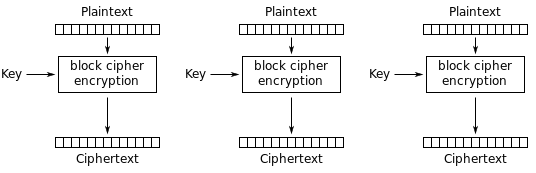 Plaintext
Plaintext
Plaintext
Key
block cipher
encryption
Key
block cipher
encryption
Key
block cipher
encryption
Ciphertext
Ciphertext
Ciphertext